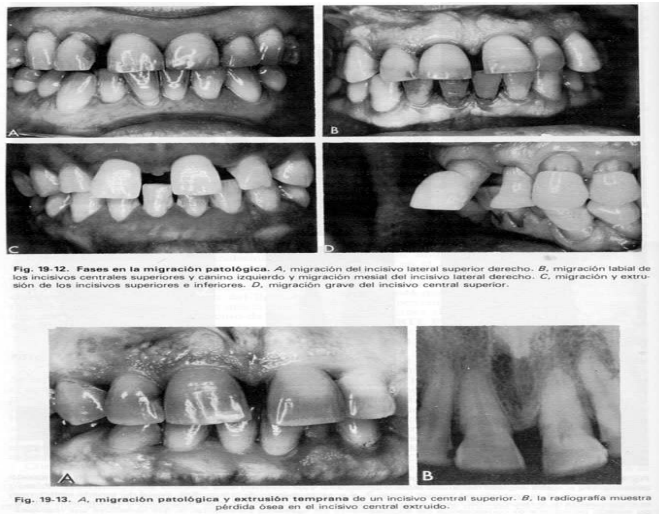 A
B
C
D
Fig. 19-12. Fases en la migración patológica. A, migración del incisivo lateral superior derecho. B, migración labial de
los incisivos centrales superiores y canino izquierdo y migración mesial del incisivo lateral derecho. C, migración y extru-
sión de los incisivos superiores e inferiores. D, migración grave del incisivo central superior.
A
B
Fig. 19-13. A, migración patológica y extrusión temprana de un incisivo central superior. B, la radiografía muestra
pérdida ósea en el incisivo central extruido.